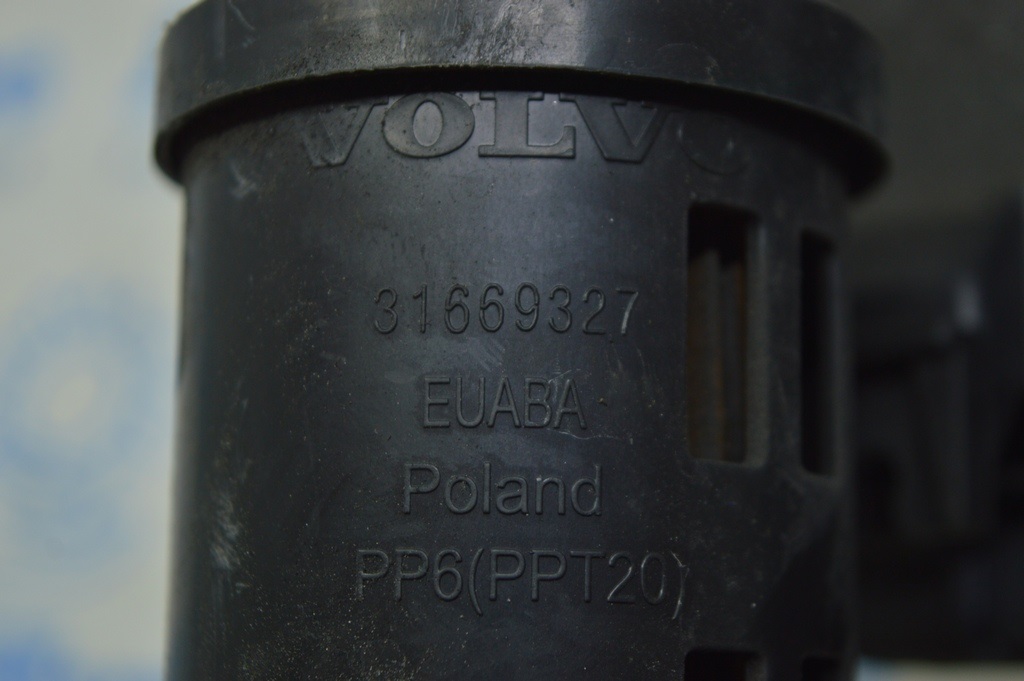 VOLVO
31669327
EUABA
Poland
PP6(PPT20)